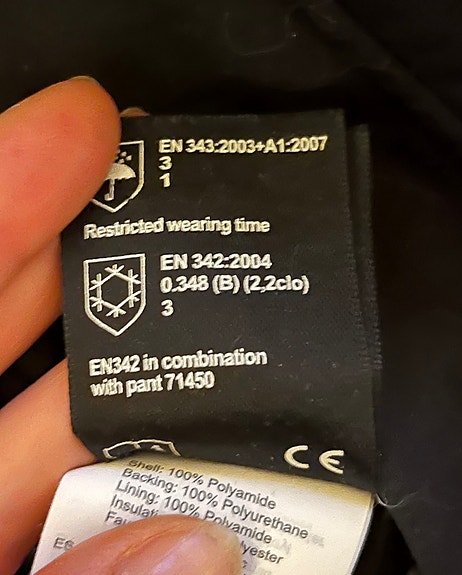 EN 343:2003+A1:2007
3
1
Restricted wearing time
EN 342:2004
0.348 (B) (2,2clo)
3
EN342 in combination
with pant 71450
CE
Shell: 100% Polyamide
Backing: 100% Polyurethane
Lining: 100% Polyamide